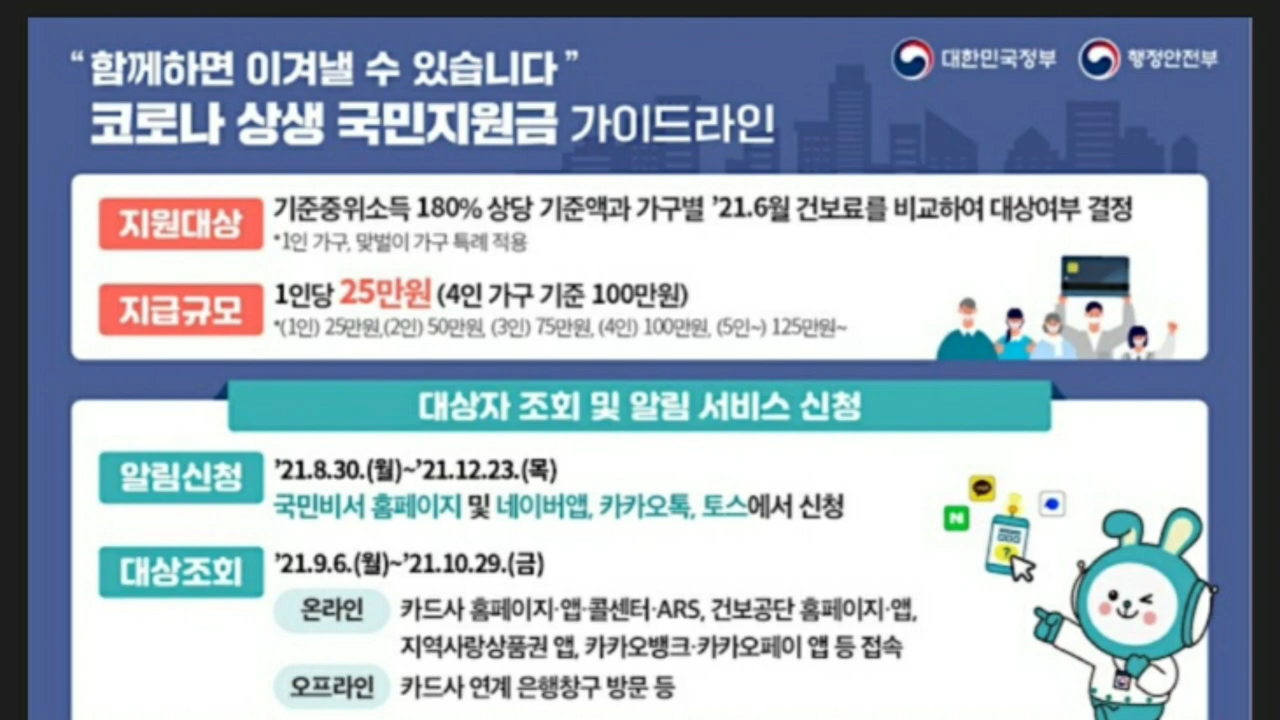 “함께하면 이겨낼 수 있습니다”
대한민국정부 행정안전부
코로나 상생 국민지원금 가이드라인
지원대상 기준중위소득 180% 상당 기준액과 가구별 ’21.6월 건보료를 비교하여 대상여부 결정
*1인 가구, 맞벌이 가구 특례 적용
지급규모 1인당 25만원 (4인 가구 기준 100만원)
*(1인) 25만원,(2인) 50만원, (3인) 75만원, (4인) 100만원, (5인~) 125만원~
대상자 조회 및 알림 서비스 신청
알림신청 ’21.8.30.(월)~’21.12.23.(목)
국민비서 홈페이지 및 네이버앱, 카카오톡, 토스에서 신청
N
대상조회 ’21.9.6.(월)~’21.10.29.(금)
온라인 카드사 홈페이지·앱·콜센터·ARS, 건보공단 홈페이지·앱,
지역사랑상품권 앱, 카카오뱅크·카카오페이 앱 등 접속
오프라인 카드사 연계 은행창구 방문 등